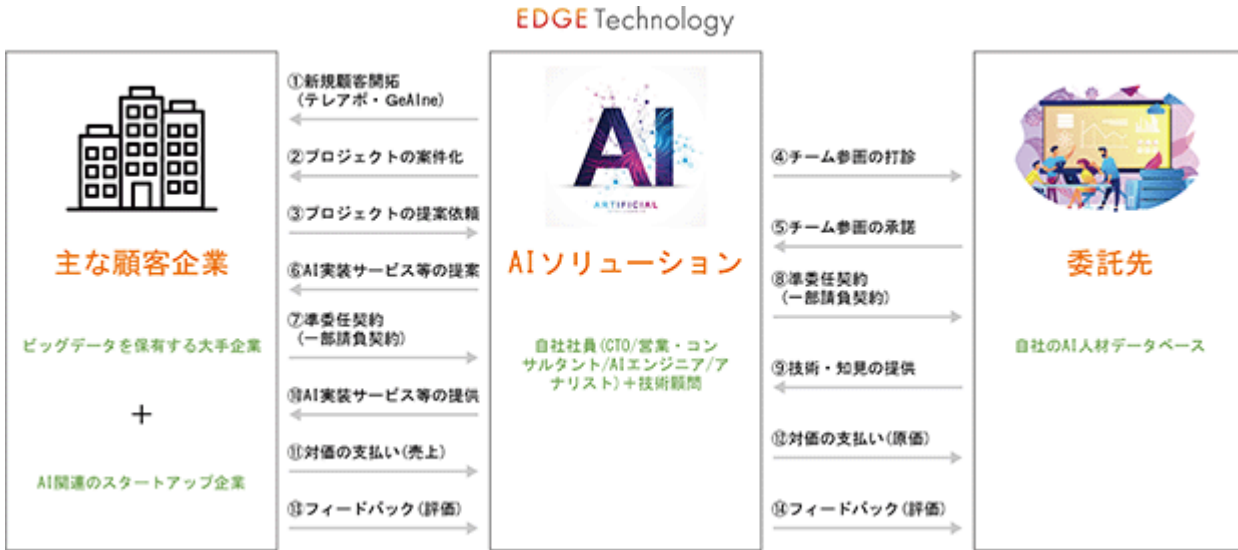 EDGE Technology
①新規顧客開拓
(テレアポ・GeAIne)
②プロジェクトの案件化
③プロジェクトの提案依頼
主な顧客企業
⑥AI実装サービス等の提案
⑦準委任契約
(一部請負契約)
ビッグデータを保有する大手企業
⑩AI実装サービス等の提供
+
⑪対価の支払い(売上)
AI関連のスタートアップ企業
⑬フィードバック(評価)
AI
ARTIFICIAL
AIソリューション
自社社員(CTO/営業・コン
サルタント/AIエンジニア/ア
ナリスト)+技術顧問
④チーム参画の打診
⑤チーム参画の承諾
⑧準委任契約
(一部請負契約)
⑨技術・知見の提供
⑫対価の支払い(原価)
⑭フィードバック(評価)
委託先
自社のAI人材データベース